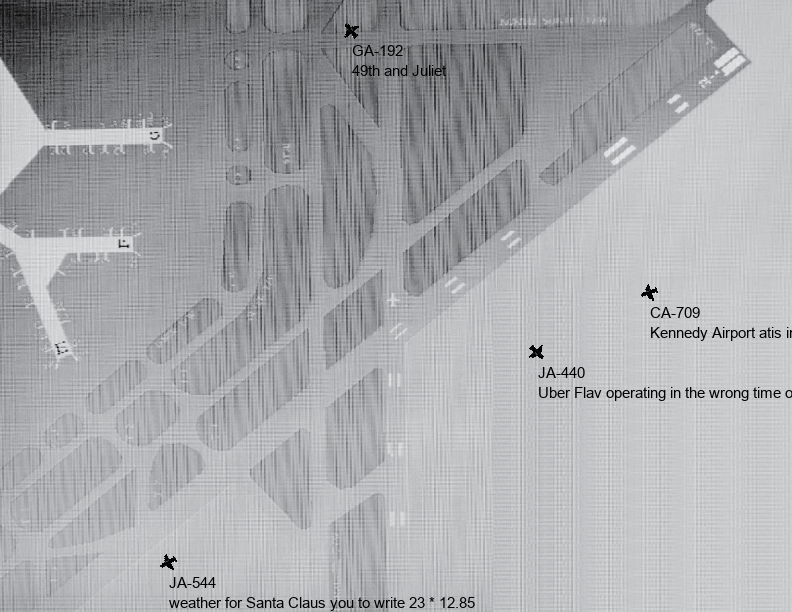 GA-192
49th and Juliet
CA-709
Kennedy Airport atis
JA-440
Uber Flav operating in the wrong time
JA-544
weather for Santa Claus you to write 23 * 12.85